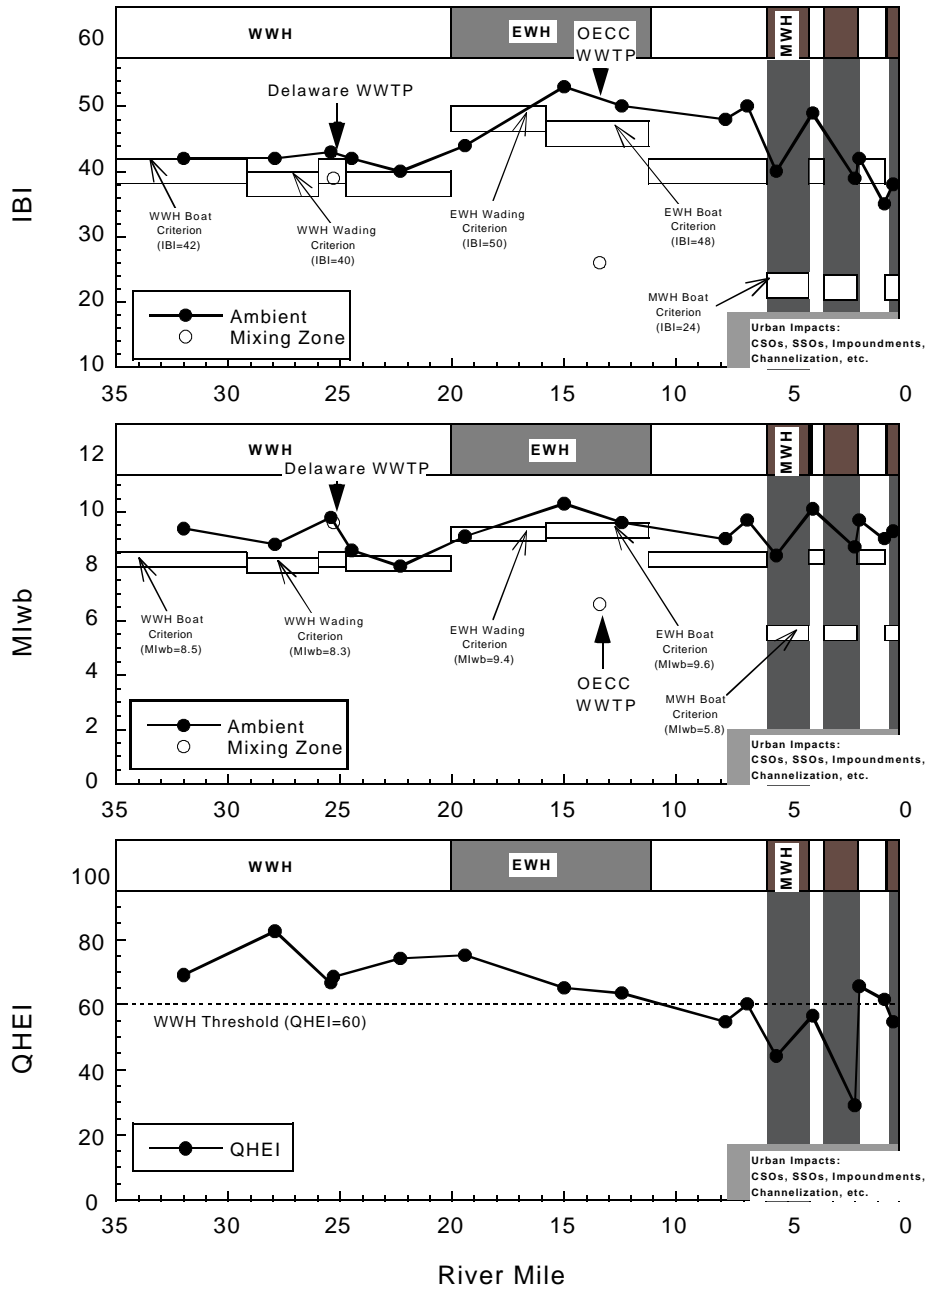 WWH
EWH
OECC
WWTP
MWH
Delaware WWTP
60
50
40
30
20
10
IBI
WWH Boat
Criterion
(IBI=42)
WWH Wading
Criterion
(IBI=40)
EWH Wading
Criterion
(IBI=50)
EWH Boat
Criterion
(IBI=48)
MWH Boat
Criterion
(IBI=24)
Ambient
Mixing Zone
Urban Impacts:
CSOs, SSOs, Impoundments,
Channelization, etc.
35 30 25 20 15 10 5 0
WWH
EWH
MWH
Delaware WWTP
12
10
8
6
4
2
0
MIwb
WWH Boat
Criterion
(MIwb=8.5)
WWH Wading
Criterion
(MIwb=8.3)
EWH Wading
Criterion
(MIwb=9.4)
EWH Boat
Criterion
(MIwb=9.6)
OECC
WWTP
MWH Boat
Criterion
(MIwb=5.8)
Ambient
Mixing Zone
Urban Impacts:
CSOs, SSOs, Impoundments,
Channelization, etc.
35 30 25 20 15 10 5 0
WWH
EWH
MWH
100
80
60
40
20
0
QHEI
WWH Threshold (QHEI=60)
QHEI
Urban Impacts:
CSOs, SSOs, Impoundments,
Channelization, etc.
35 30 25 20 15 10 5 0
River Mile